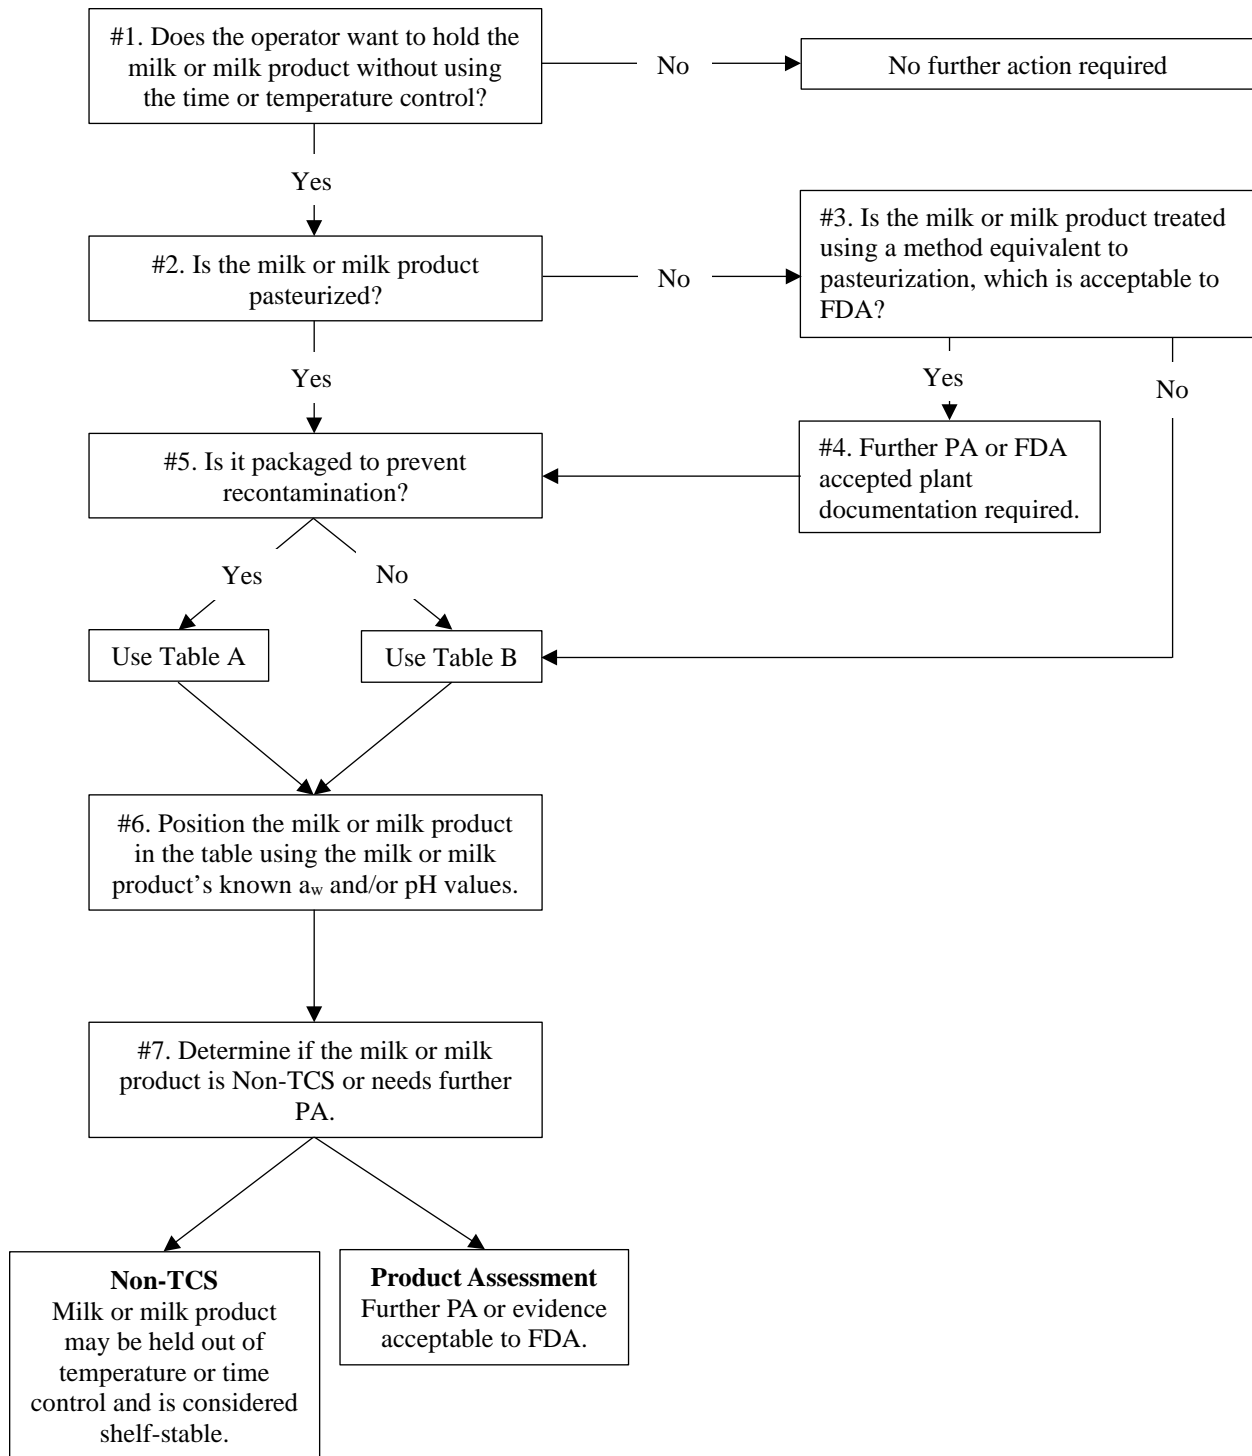 #1. Does the operator want to hold the
milk or milk product without using
the time or temperature control?
No
No further action required
Yes
#2. Is the milk or milk product
pasteurized?
No
#3. Is the milk or milk product treated
using a method equivalent to
pasteurization, which is acceptable to
FDA?
Yes
Yes
No
#5. Is it packaged to prevent
recontamination?
#4. Further PA or FDA
accepted plant
documentation required.
Yes
No
Use Table A
Use Table B
#6. Position the milk or milk product
in the table using the milk or milk
product’s known aw and/or pH values.
#7. Determine if the milk or milk
product is Non-TCS or needs further
PA.
Non-TCS
Milk or milk product
may be held out of
temperature or time
control and is considered
shelf-stable.
Product Assessment
Further PA or evidence
acceptable to FDA.